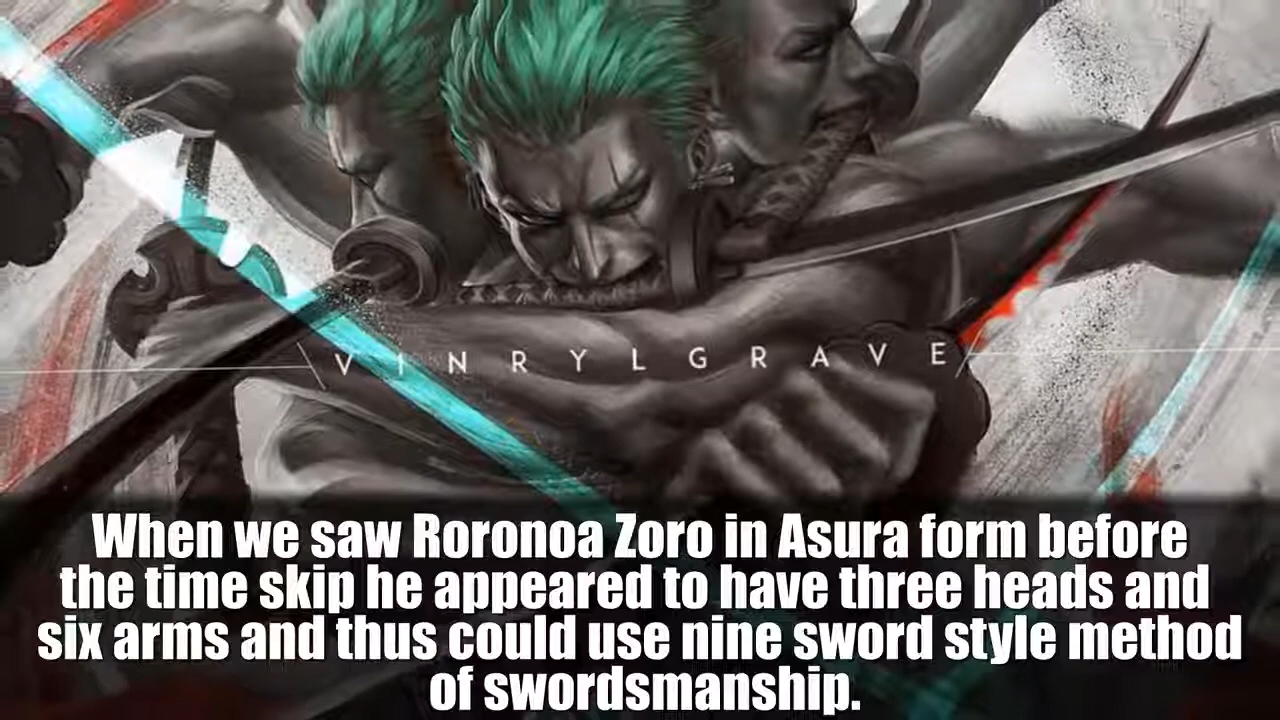 VINRYLGRAVE
When we saw Roronoa Zoro in Asura form before
the time skip he appeared to have three heads and
six arms and thus could use nine sword style method
of swordsmanship.